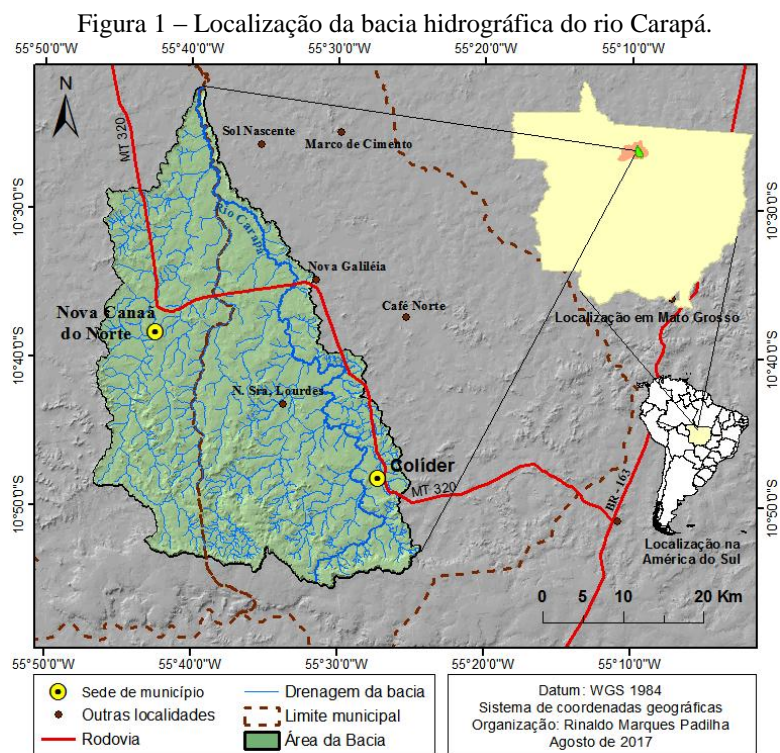 Figura 1 – Localização da bacia hidrográfica do rio Carapá.
55°50'0"W 55°40'0"W 55°30'0"W 55°20'0"W 55°10'0"W
N
MT 320
Sol Nascente
Marco de Cimento
10°30'0"S
10°30'0"S
Rio Carapá
Nova Galiléia
Nova Canaã
do Norte
Café Norte
Localização em Mato Grosso
10°40'0"S
10°40'0"S
N. Sra. Lourdes
Colíder
MT 320
BR - 163
10°50'0"S
10°50'0"S
Localização na
América do Sul
0 5 10 20 Km
55°50'0"W 55°40'0"W 55°30'0"W 55°20'0"W 55°10'0"W
Sede de município
Outras localidades
Rodovia
Drenagem da bacia
Limite municipal
Área da Bacia
Datum: WGS 1984
Sistema de coordenadas geográficas
Organização: Rinaldo Marques Padilha
Agosto de 2017